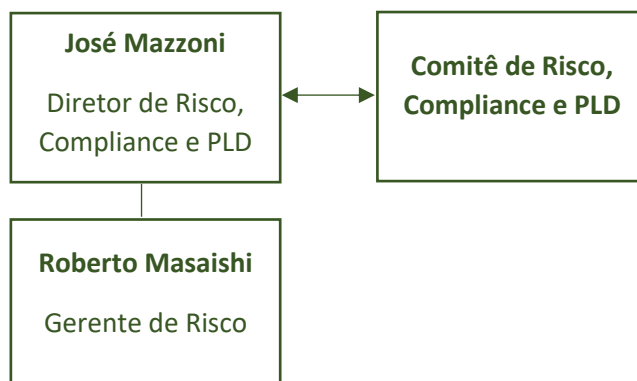 José Mazzoni
Diretor de Risco,
Compliance e PLD
Comitê de Risco,
Compliance e PLD
Roberto Masaishi
Gerente de Risco